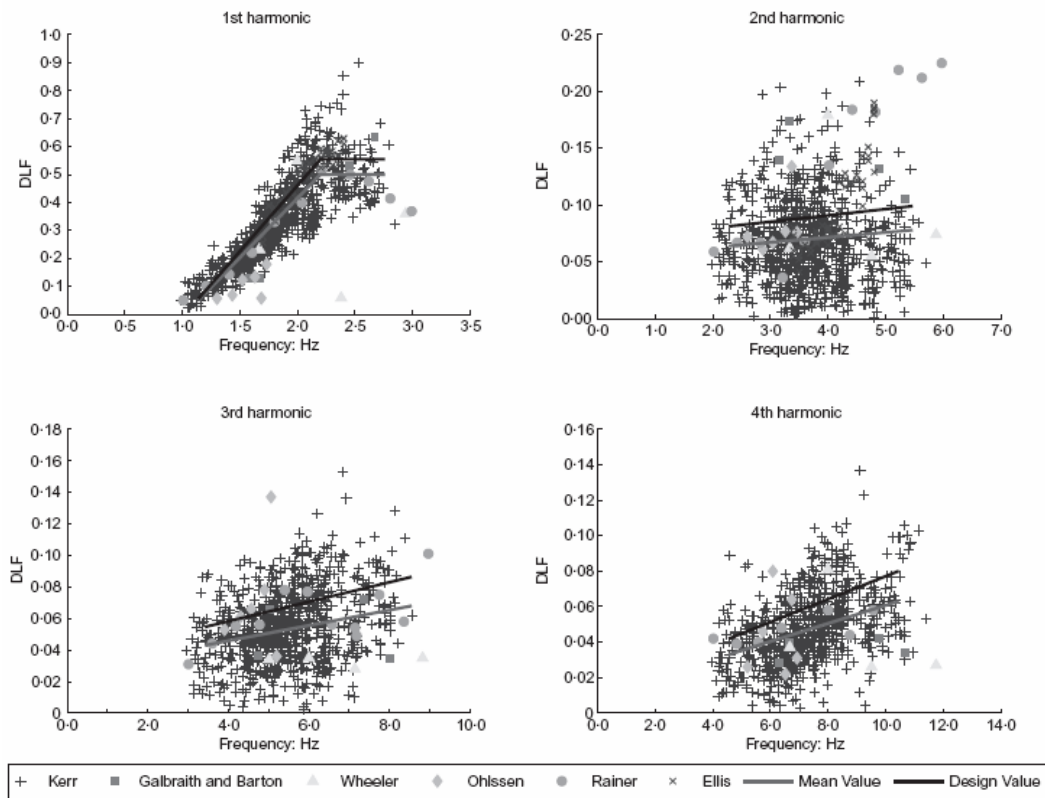 1st harmonic
DLF
1·0
0·9
0·8
0·7
0·6
0·5
0·4
0·3
0·2
0·1
0·0
0·0 0·5 1·0 1·5 2·0 2·5 3·0 3·5
Frequency: Hz
2nd harmonic
DLF
0·25
0·20
0·15
0·10
0·05
0·00
0·0 1·0 2·0 3·0 4·0 5·0 6·0 7·0
Frequency: Hz
3rd harmonic
DLF
0·18
0·16
0·14
0·12
0·10
0·08
0·06
0·04
0·02
0
0·0 2·0 4·0 6·0 8·0 10·0
Frequency: Hz
4th harmonic
DLF
0·16
0·14
0·12
0·10
0·08
0·06
0·04
0·02
0
0·0 2·0 4·0 6·0 8·0 10·0 12·0 14·0
Frequency: Hz
Kerr Galbraith and Barton Wheeler Ohlssen Rainer Ellis Mean Value Design Value